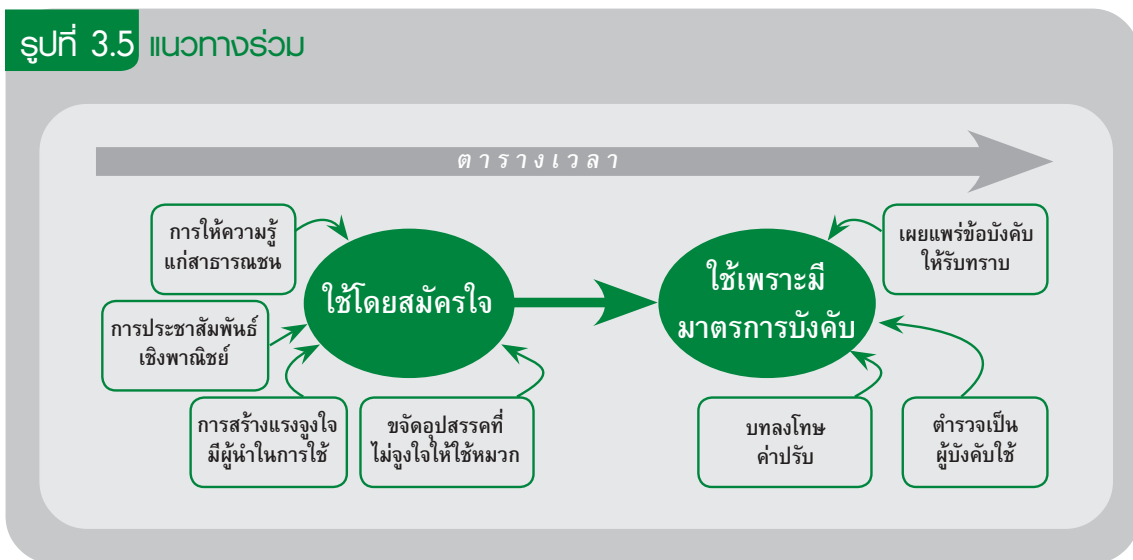 รูปที่ 3.5 แนวทางร่วม
ตารางเวลา
การให้ความรู้
แก่สาธารณชน
การประชาสัมพันธ์
เชิงพาณิชย์
การสร้างแรงจูงใจ
มีผู้นำในการใช้
ขจัดอุปสรรคที่
ไม่จูงใจให้ใช้หมวก
ใช้โดยสมัครใจ
ใช้เพราะมี
มาตรการบังคับ
เผยแพร่ข้อบังคับ
ให้รับทราบ
บทลงโทษ
ค่าปรับ
ตำรวจเป็น
ผู้บังคับใช้